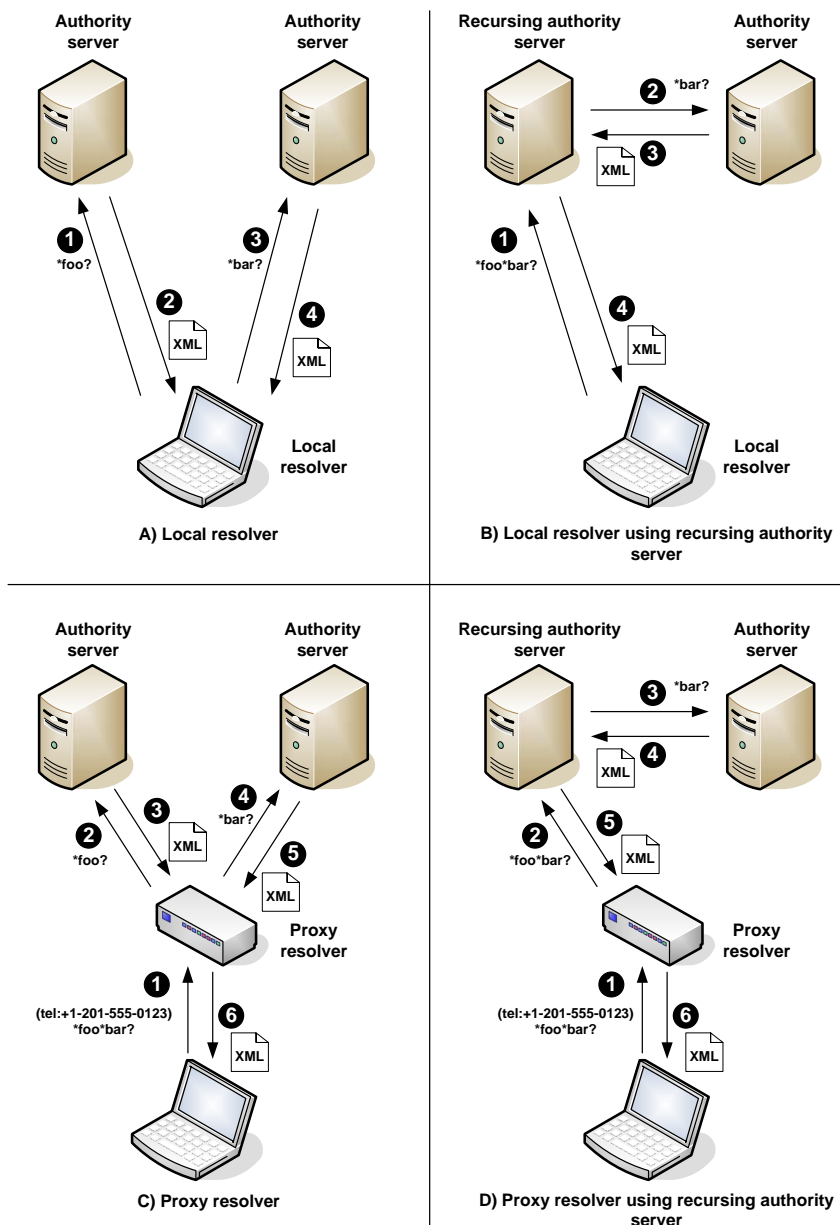 Authority
server
Authority
server
1
*foo?
2
XML
3
*bar?
4
XML
Local
resolver
A) Local resolver
Recursing authority
server
Authority
server
2
*bar?
3
XML
1
*foo*bar?
4
XML
Local
resolver
B) Local resolver using recursing authority
server
Authority
server
Authority
server
2
*foo?
3
XML
4
*bar?
5
XML
Proxy
resolver
1
(tel:+1-201-555-0123)
*foo*bar?
6
XML
C) Proxy resolver
Recursing authority
server
Authority
server
3
*bar?
4
XML
2
*foo*bar?
5
XML
Proxy
resolver
1
(tel:+1-201-555-0123)
*foo*bar?
6
XML
D) Proxy resolver using recursing authority
server